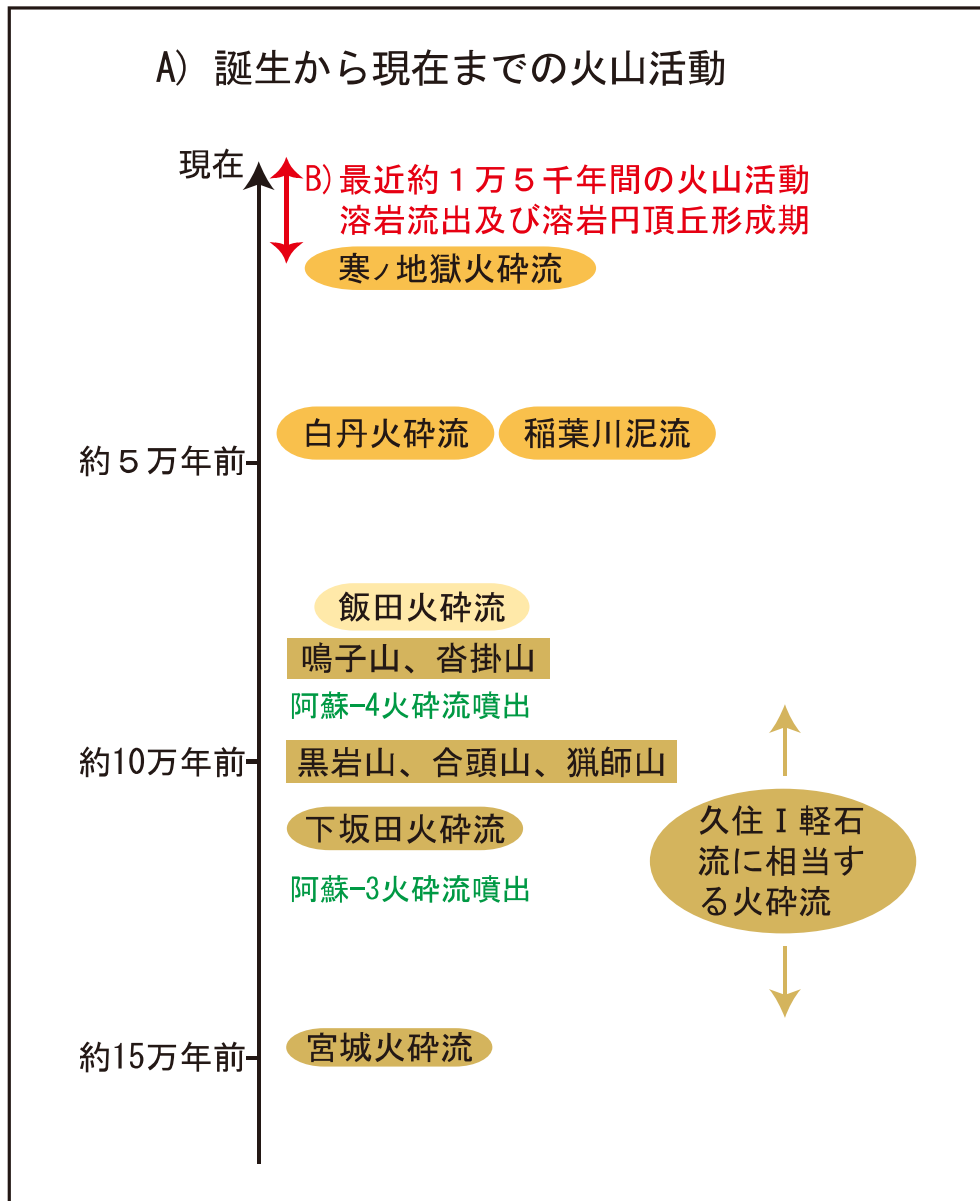 A) 誕生から現在までの火山活動
現在
B) 最近約１万５千年間の火山活動
溶岩流出及び溶岩円頂丘形成期
寒ノ地獄火砕流
白丹火砕流
稲葉川泥流
約５万年前
飯田火砕流
鳴子山、沓掛山
阿蘇-4火砕流噴出
約10万年前
黒岩山、合頭山、猟師山
下坂田火砕流
阿蘇-3火砕流噴出
久住Ⅰ軽石
流に相当す
る火砕流
宮城火砕流
約15万年前